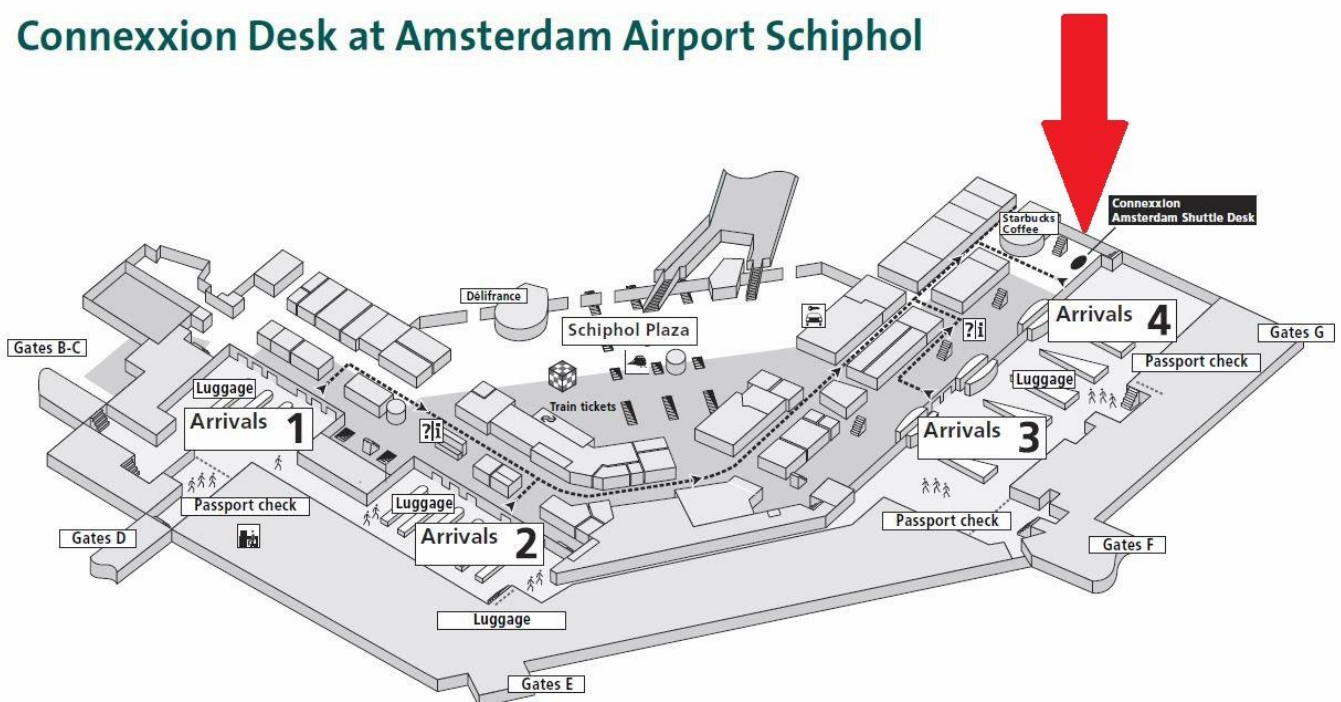 Connexxion Desk at Amsterdam Airport Schiphol
Connexxion
Amsterdam Shuttle Desk
Starbucks
Coffee
Délifrance
Schiphol Plaza
Arrivals 4
Gates G
Gates B-C
Passport check
Luggage
Luggage
Train tickets
?i
Arrivals 1
?i
Arrivals 3
Luggage
Passport check
Passport check
Arrivals 2
Gates D
Gates F
Luggage
Gates E